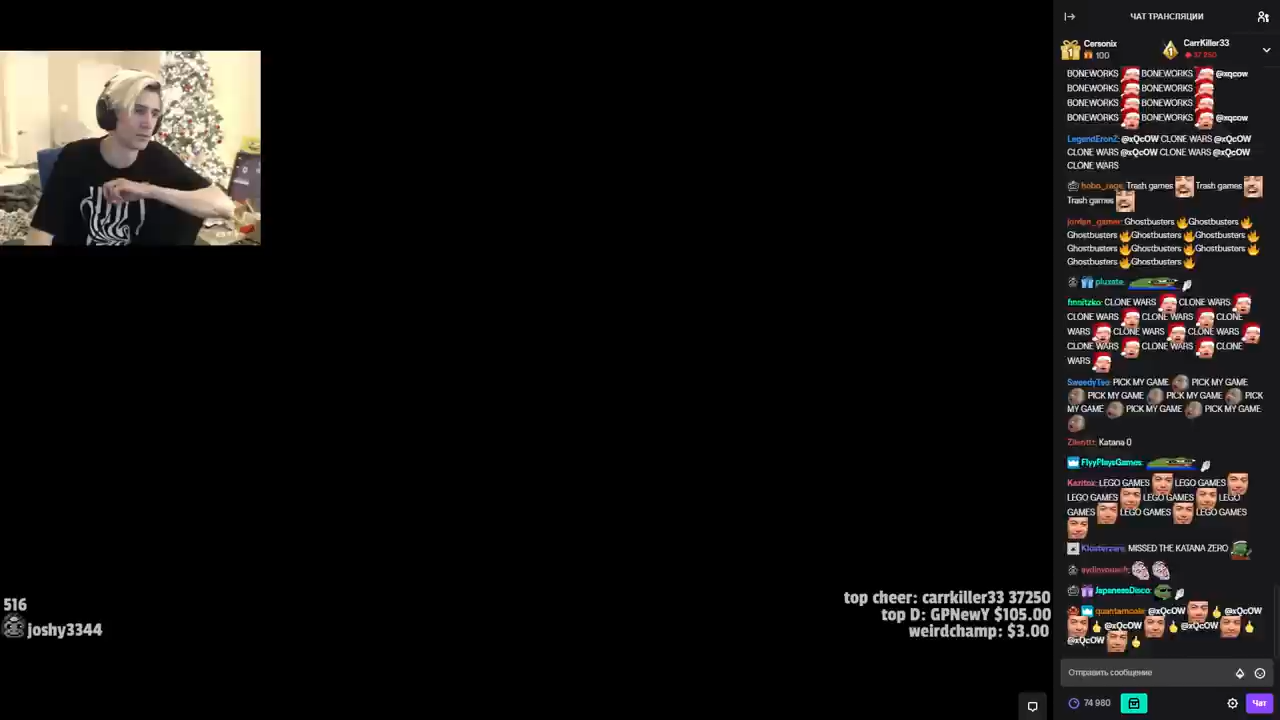 516
joshy3344
top cheer: carrkiller33 37250
top D: GPNewY $105.00
weirdchamp: $3.00
ЧАТ ТРАНСЛЯЦИИ
Cersonix
100
CarrKiller33
37 250
BONEWORKS BONEWORKS @xqcow
BONEWORKS BONEWORKS
BONEWORKS BONEWORKS
BONEWORKS BONEWORKS @xqcow
LegendEronZ: @xQcOW CLONE WARS @xQcOW
CLONE WARS @xQcOW CLONE WARS @xQcOW
CLONE WARS
Trash games Trash games
Trash games
jordan_gamer: Ghostbusters Ghostbusters
Ghostbusters Ghostbusters Ghostbusters
Ghostbusters Ghostbusters Ghostbusters
Ghostbusters Ghostbusters
pluxate:
CLONE WARS CLONE WARS
CLONE WARS CLONE WARS CLONE
WARS CLONE WARS CLONE WARS
CLONE WARS CLONE WARS CLONE
WARS
PICK MY GAME PICK MY GAME
PICK MY GAME PICK MY GAME PICK
MY GAME PICK MY GAME PICK MY GAME
Katana 0
FlyyPlaysGames:
LEGO GAMES LEGO GAMES
LEGO GAMES LEGO GAMES LEGO
GAMES LEGO GAMES LEGO GAMES
MISSED THE KATANA ZERO
JapaneseDisco:
@xQcOW @xQcOW
@xQcOW @xQcOW
@xQcOW
Отправить сообщение
74 980
Чат